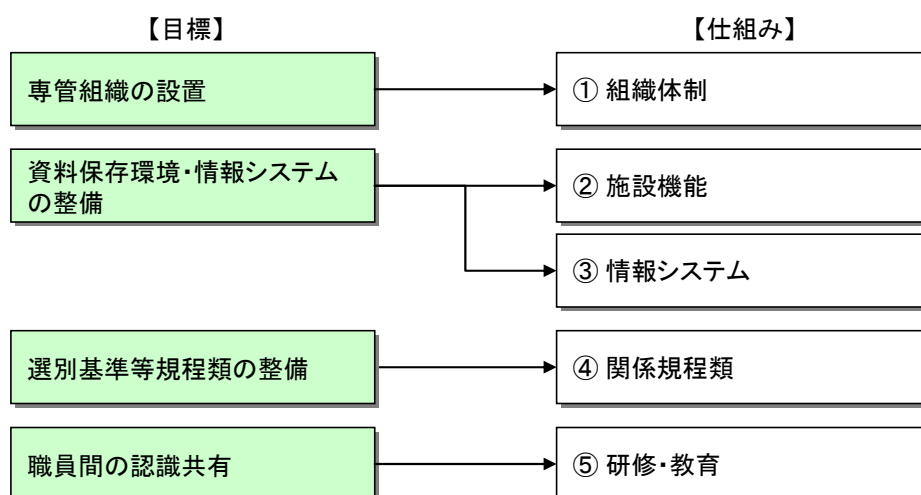 【目標】
【仕組み】
専管組織の設置
① 組織体制
資料保存環境・情報システム
の整備
② 施設機能
③ 情報システム
選別基準等規程類の整備
④ 関係規程類
職員間の認識共有
⑤ 研修・教育